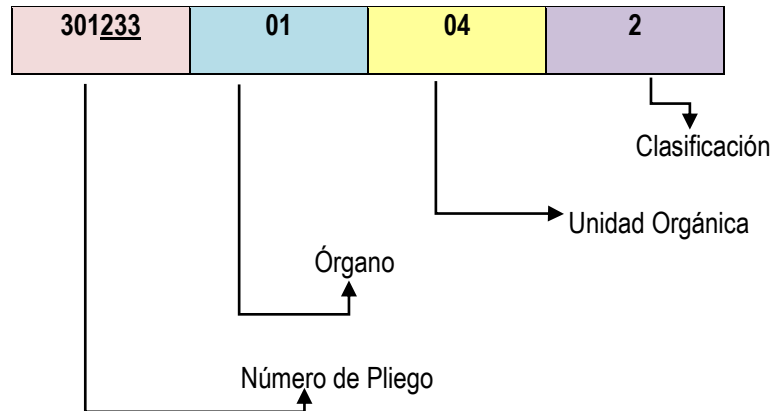 301233 01 04 2
Clasificación
Unidad Orgánica
Órgano
Número de Pliego